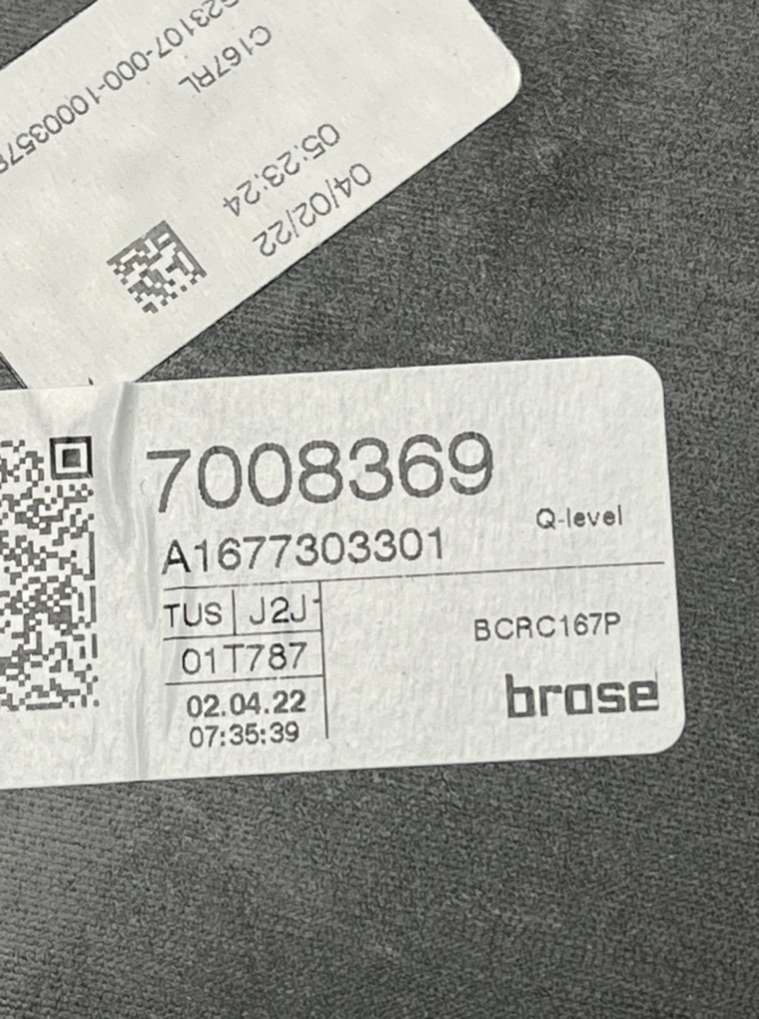 C167RL
05:23:24
04/02/22
7008369
Q-level
A1677303301
TUS J2J
BCRC167P
01T787
brose
02.04.22
07:35:39